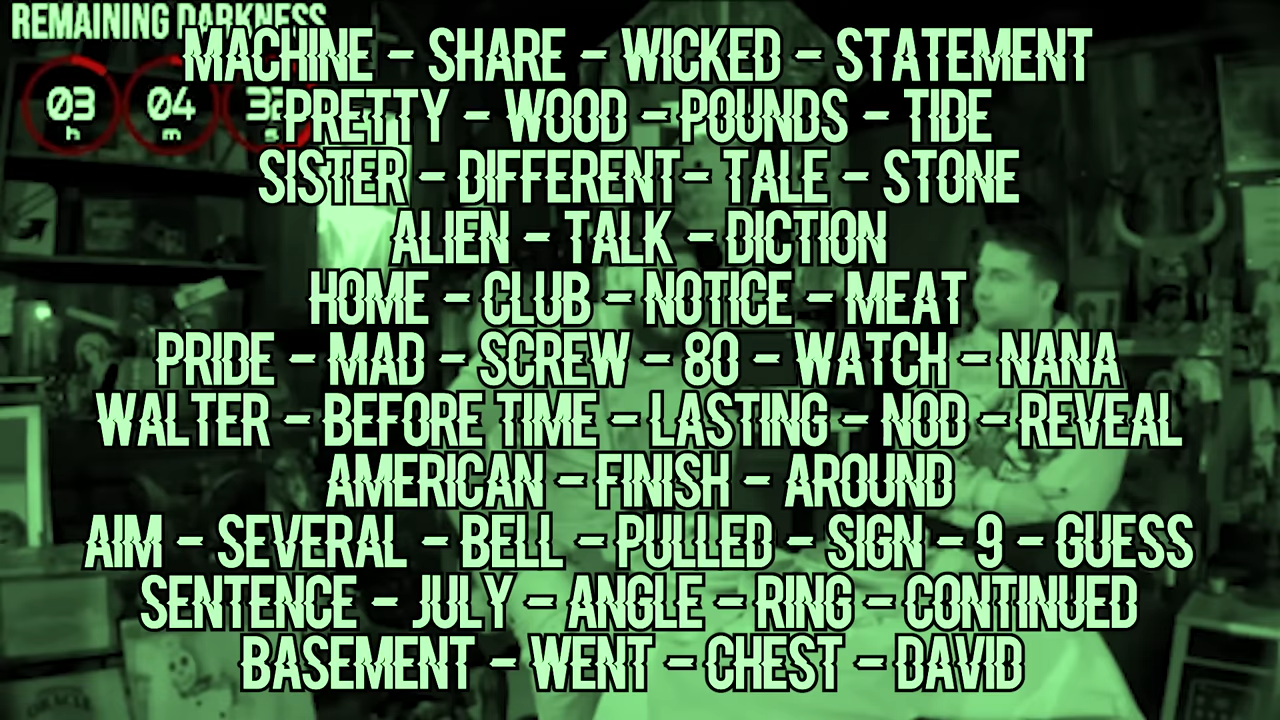 REMAINING DARKNESS
03 h 04 m
MACHINE - SHARE - WICKED - STATEMENT
PRETTY - WOOD - POUNDS - TIDE
SISTER - DIFFERENT- TALE - STONE
ALIEN - TALK - DICTION
HOME - CLUB - NOTICE - MEAT
PRIDE - MAD - SCREW - 80 - WATCH - NANA
WALTER - BEFORE TIME - LASTING - NOD - REVEAL
AMERICAN - FINISH - AROUND
AIM - SEVERAL - BELL - PULLED - SIGN - 9 - GUESS
SENTENCE - JULY - ANGLE - RING - CONTINUED
BASEMENT - WENT - CHEST - DAVID